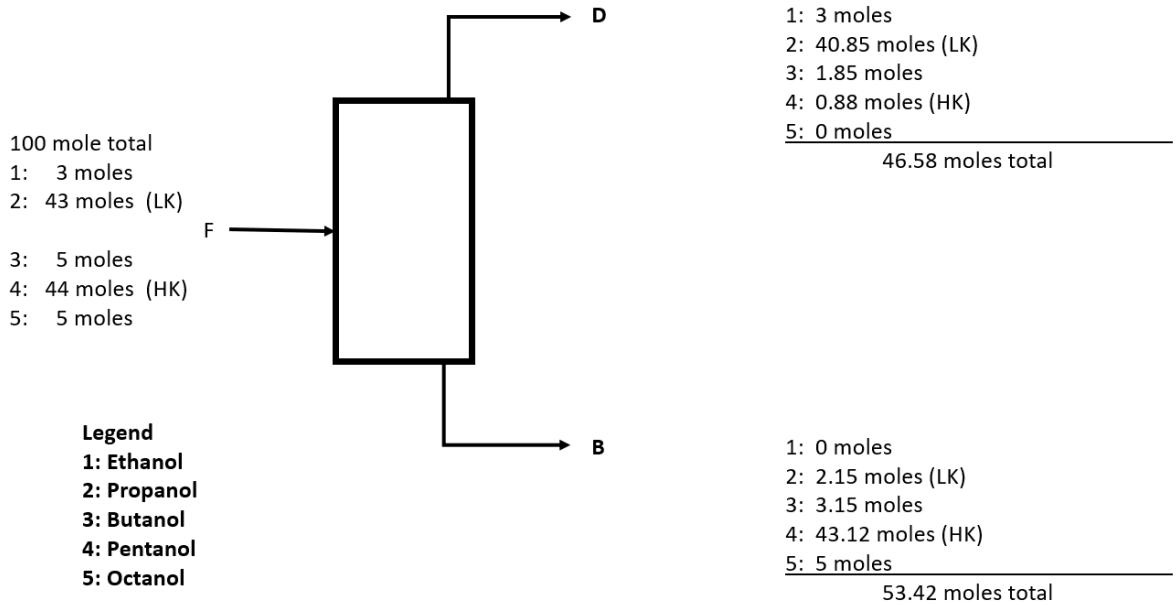 100 mole total
1: 3 moles
2: 43 moles (LK)
F
3: 5 moles
4: 44 moles (HK)
5: 5 moles
Legend
1: Ethanol
2: Propanol
3: Butanol
4: Pentanol
5: Octanol
D
1: 3 moles
2: 40.85 moles (LK)
3: 1.85 moles
4: 0.88 moles (HK)
5: 0 moles
46.58 moles total
B
1: 0 moles
2: 2.15 moles (LK)
3: 3.15 moles
4: 43.12 moles (HK)
5: 5 moles
53.42 moles total